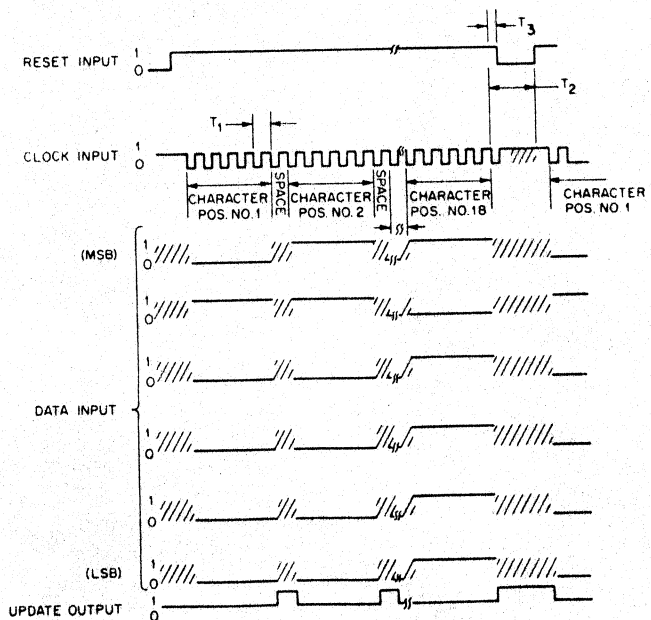 T3
RESET INPUT 1
0
T2
T1
CLOCK INPUT 1
0
CHARACTER
POS. NO. 1
SPACE
CHARACTER
POS. NO. 2
SPACE
CHARACTER
POS. NO. 18
CHARACTER
POS. NO. 1
(MSB) 1
0
1
0
1
0
DATA INPUT
1
0
1
0
(LSB) 1
0
UPDATE OUTPUT 1
0